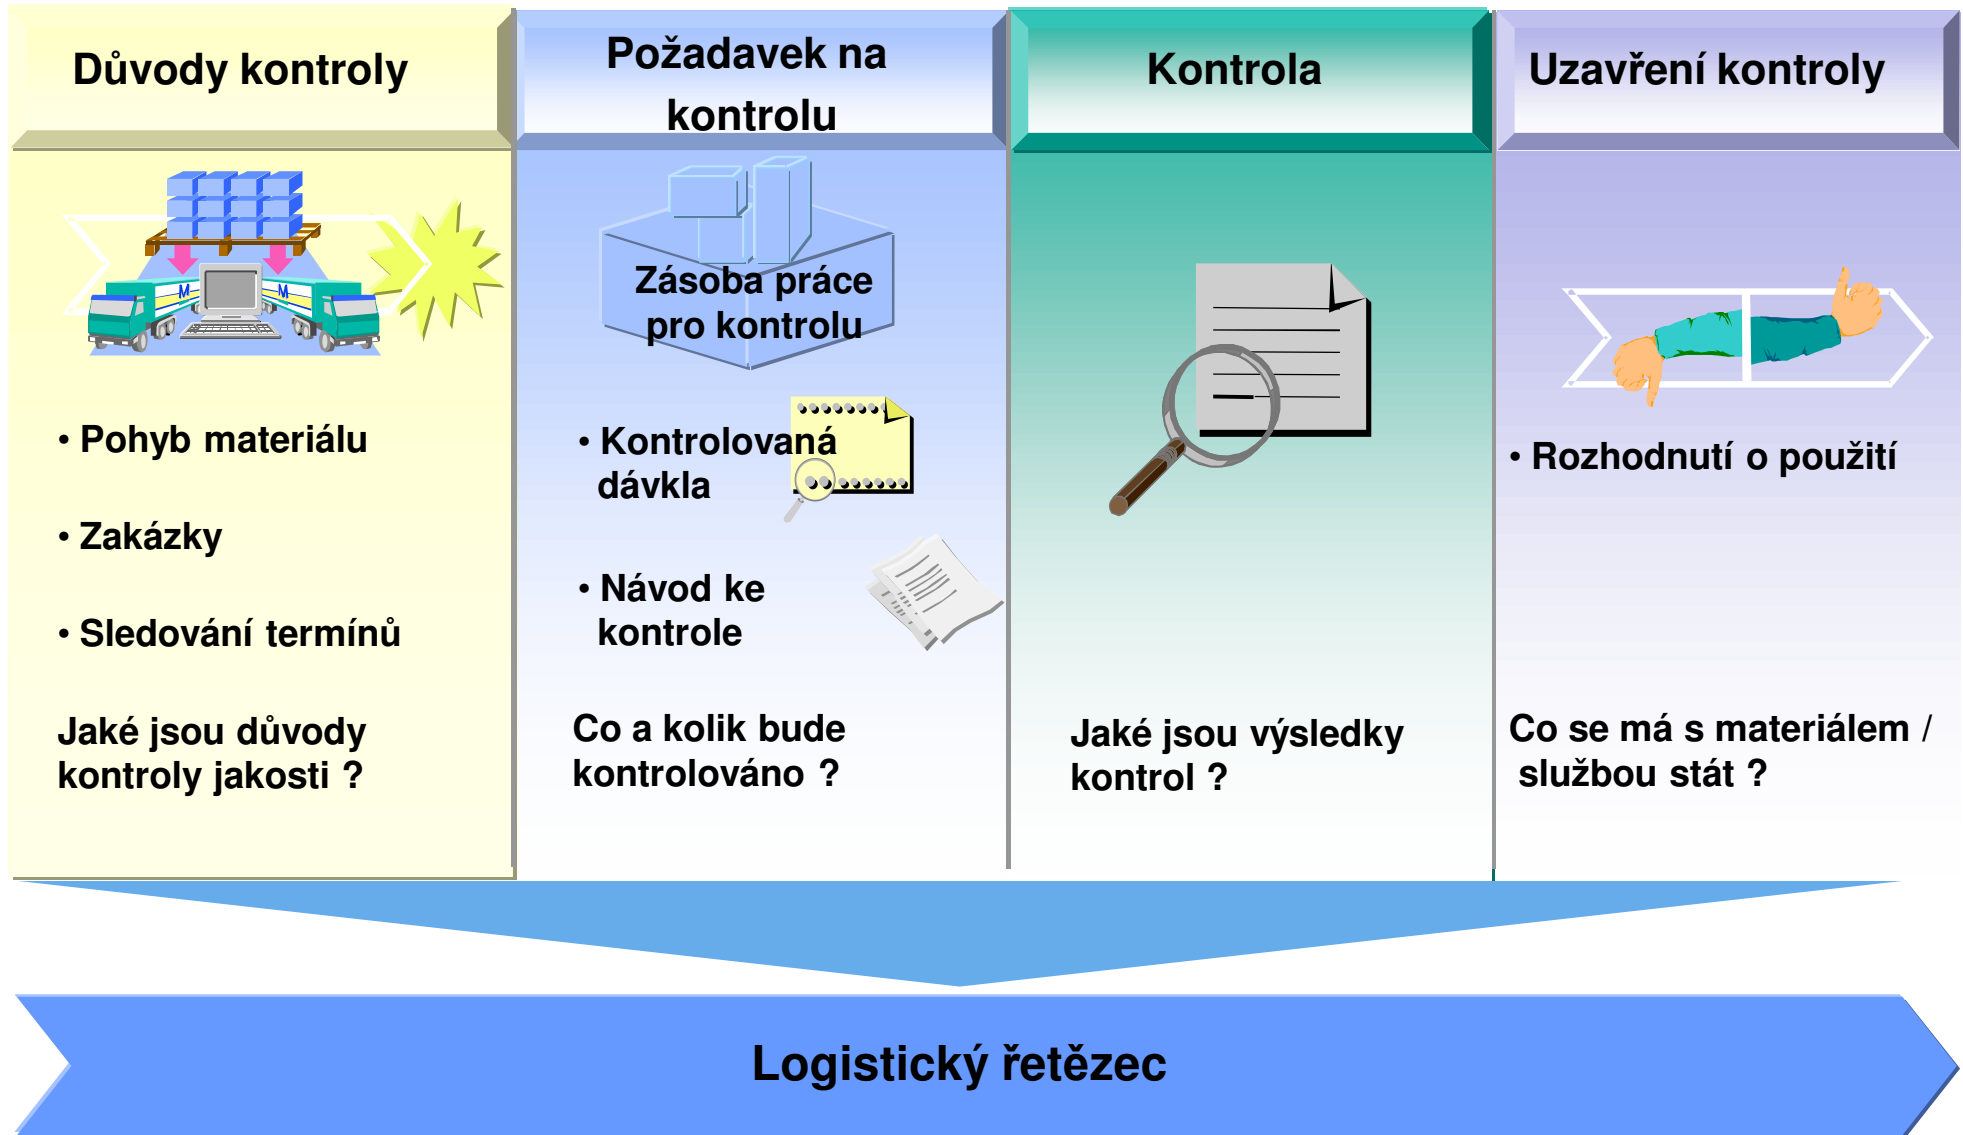 Důvody kontroly
M
M
• Pohyb materiálu
• Zakázky
• Sledování termínů
Jaké jsou důvody
kontroly jakosti ?
Požadavek na
kontrolu
Zásoba práce
pro kontrolu
• Kontrolovaná
dávkla
• Návod ke
kontrole
Co a kolik bude
kontrolováno ?
Kontrola
Jaké jsou výsledky
kontrol ?
Uzavření kontroly
• Rozhodnutí o použití
Co se má s materiálem /
službou stát ?
Logistický řetězec